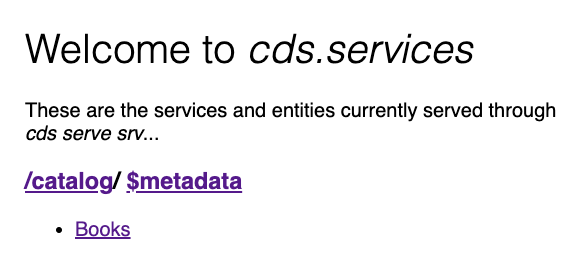 Welcome to cds.services
These are the services and entities currently served through
cds serve srv...
/catalog/ $metadata
• Books